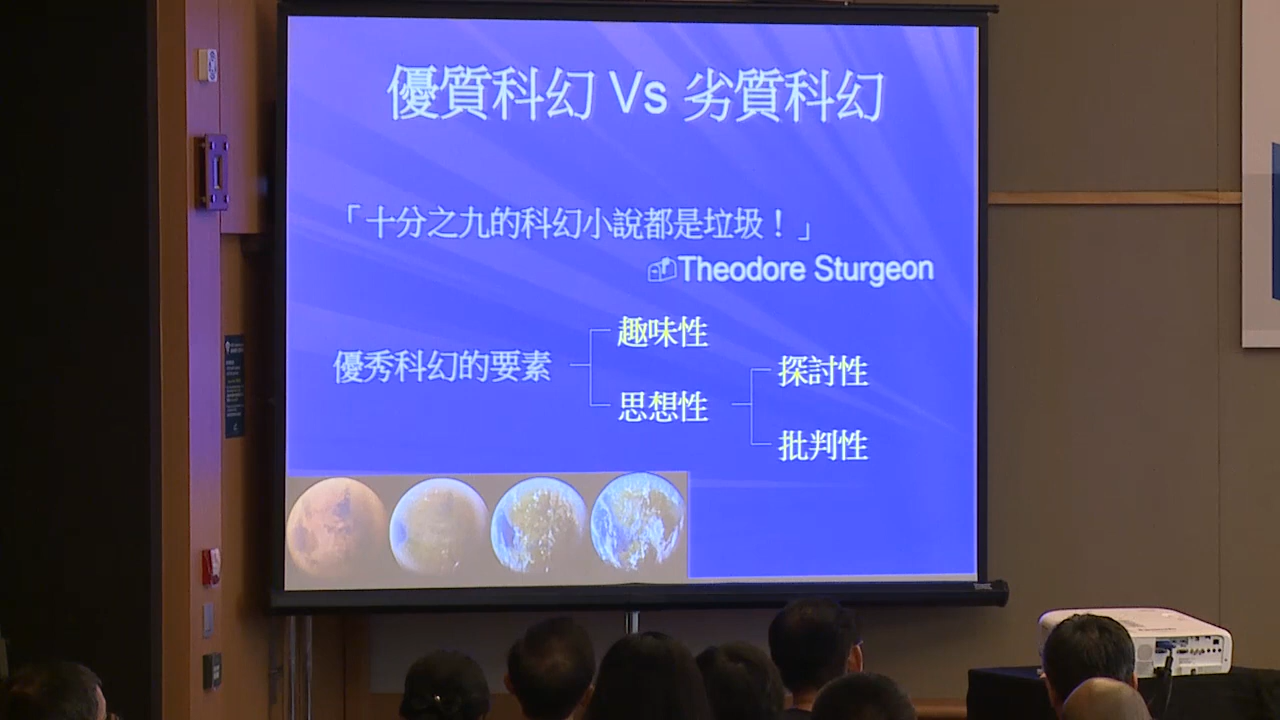 優質科幻 Vs 劣質科幻
「十分之九的科幻小說都是垃圾！」
Theodore Sturgeon
趣味性
優秀科幻的要素
探討性
思想性
批判性